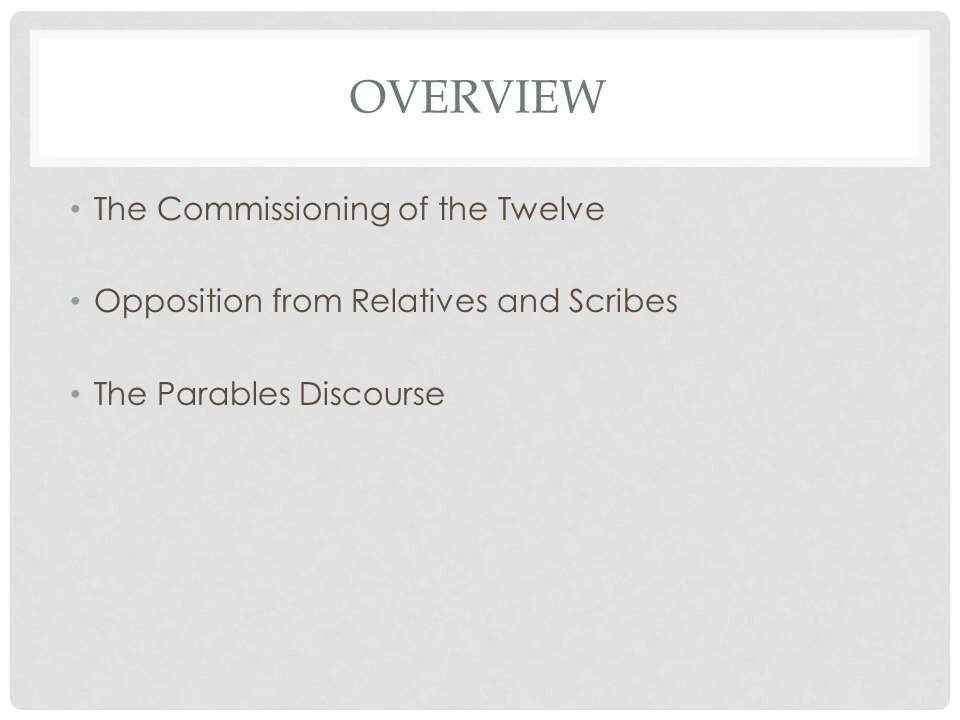 OVERVIEW
• The Commissioning of the Twelve
• Opposition from Relatives and Scribes
• The Parables Discourse